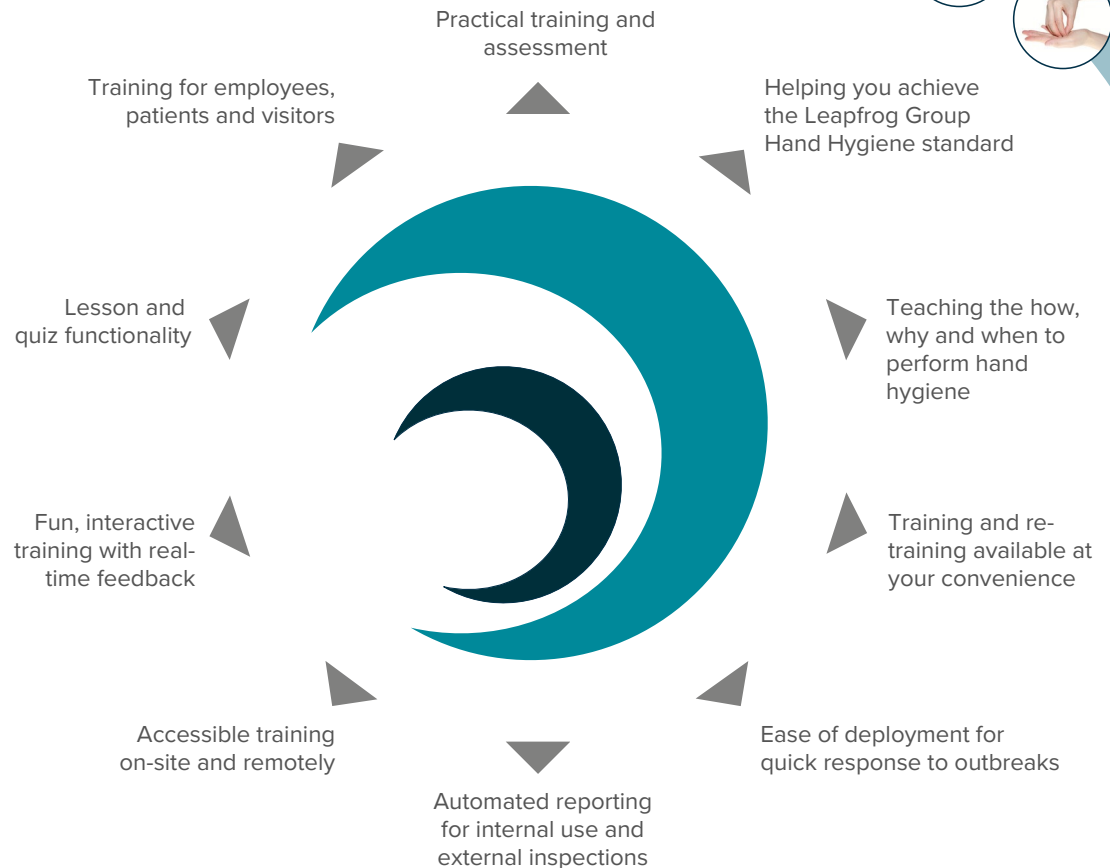 Practical training and
assessment
Helping you achieve
the Leapfrog Group
Hand Hygiene standard
Teaching the how,
why and when to
perform hand
hygiene
Training and re-
training available at
your convenience
Ease of deployment for
quick response to outbreaks
Automated reporting
for internal use and
external inspections
Accessible training
on-site and remotely
Fun, interactive
training with real-
time feedback
Lesson and
quiz functionality
Training for employees,
patients and visitors